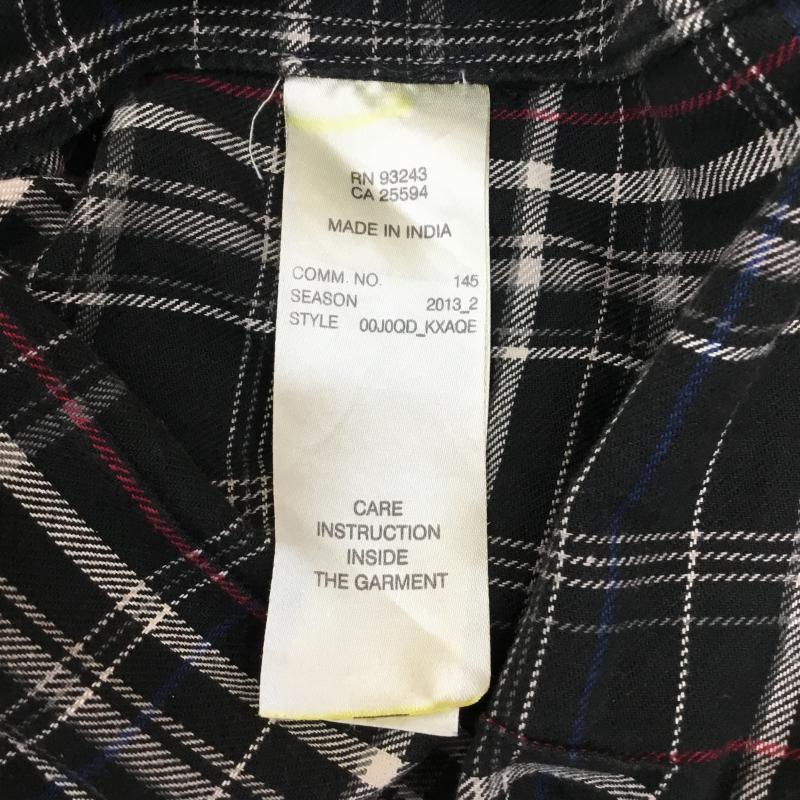 RN 93243
CA 25594
MADE IN INDIA
COMM. NO. 145
SEASON 2013_2
STYLE 00J0QD_KXAQE
CARE
INSTRUCTION
INSIDE
THE GARMENT